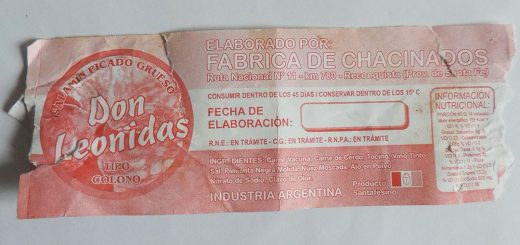 SALAMIN PICADO GRUESO
Don
Leonidas
TIPO
COLONO
ELABORADO POR:
FABRICA DE CHACINADOS
Ruta Nacional Nº 11 - km 780 - Reconquista (Prov. de Santa Fe)
CONSUMIR DENTRO DE LOS 45 DIAS / CONSERVAR DENTRO DE LOS 15º C
FECHA DE
ELABORACIÓN:
R.N.E.: EN TRÁMITE - C.G.: EN TRÁMITE - R.N.P.A.: EN TRÁMITE
INGREDIENTES: Carne Vacuna, Carne de Cerdo, Tocino, Vino Tinto
Sal, Pimienta Negra Molida, Nuez Moscada, Ajo en Polvo
Nitrato de Sodio, Clavo de Olor.
INDUSTRIA ARGENTINA
Producto
Santafesino
INFORMACIÓN
NUTRICIONAL: